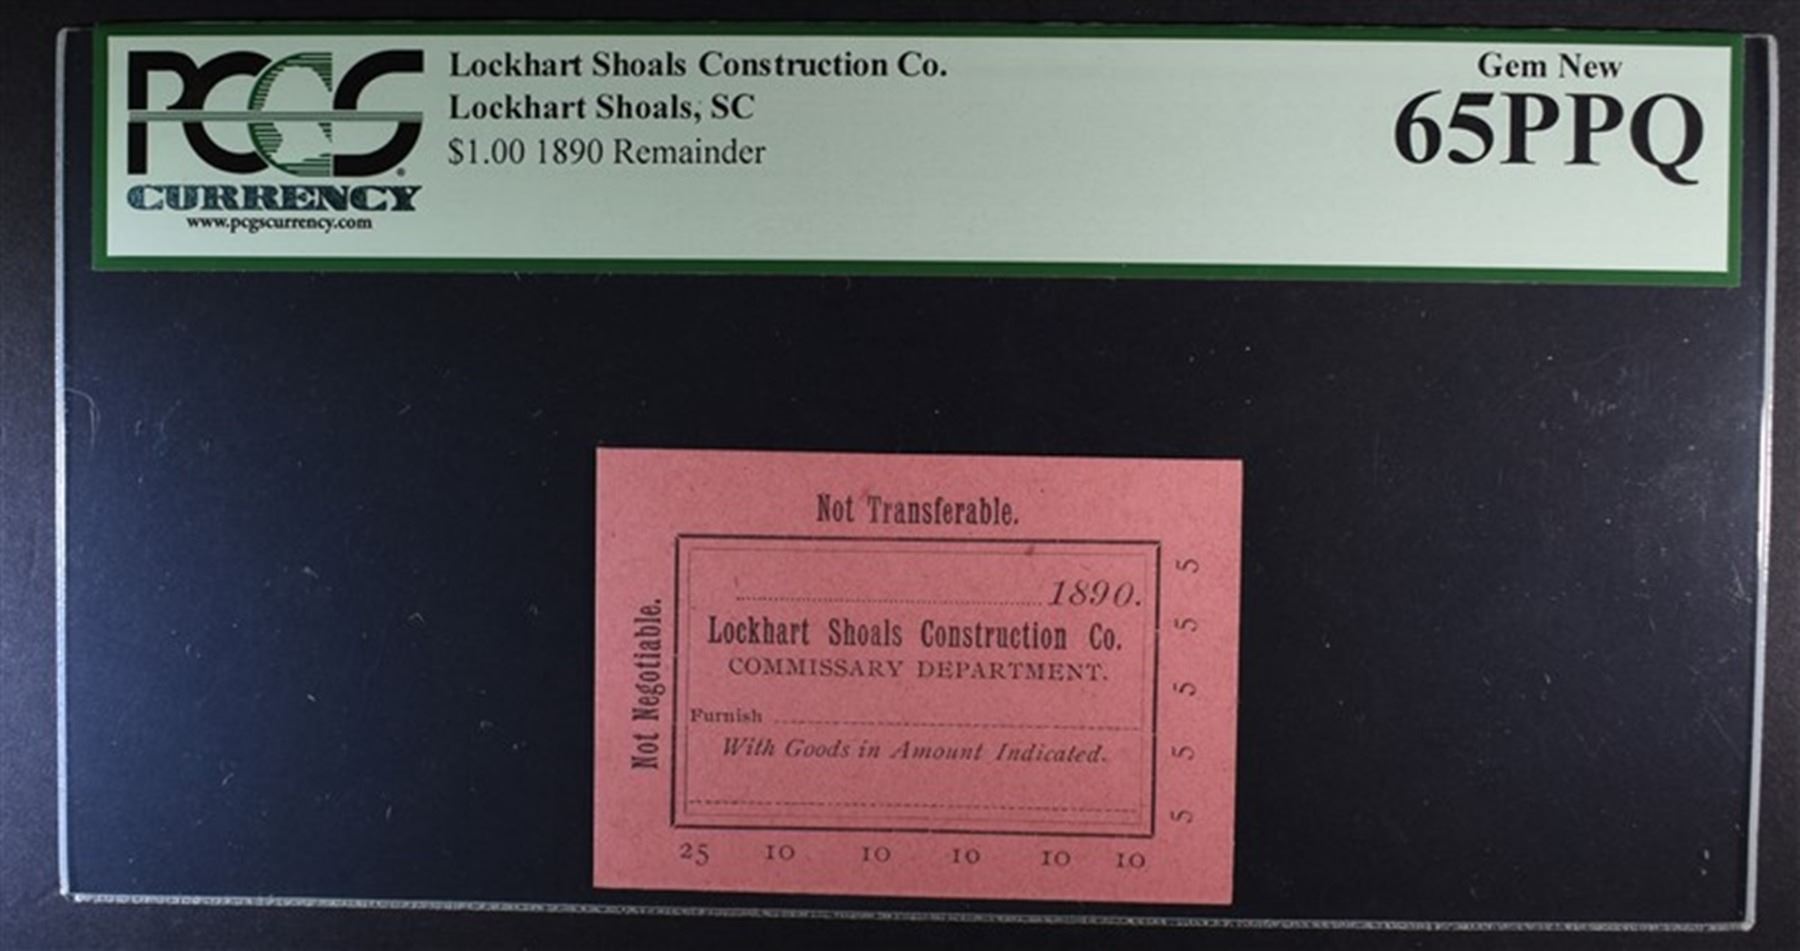 PCGS
CURRENCY
www.pcgscurrency.com
Lockhart Shoals Construction Co.
Lockhart Shoals, SC
$1.00 1890 Remainder
Gem New
65PPQ
Not Transferable.
Not Negotiable.
1890.
Lockhart Shoals Construction Co.
COMMISSARY DEPARTMENT.
Furnish
With Goods in Amount Indicated.
5
5
5
5
5
25 10 10 10 10 10